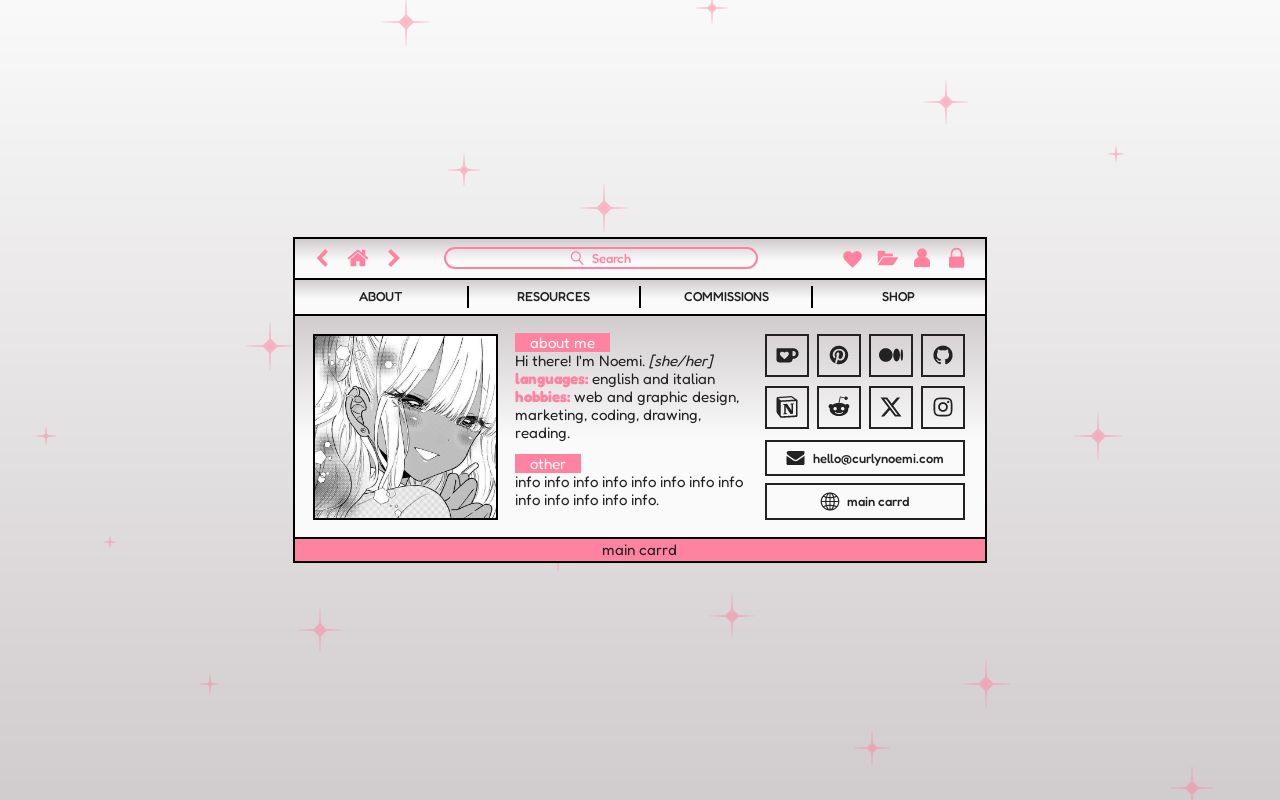 Search
ABOUT
RESOURCES
COMMISSIONS
SHOP
about me
Hi there! I'm Noemi. [she/her]
languages: english and italian
hobbies: web and graphic design,
marketing, coding, drawing,
reading.
other
info info info info info info info info
info info info info info.
hello@curlynoemi.com
main carrd
main carrd